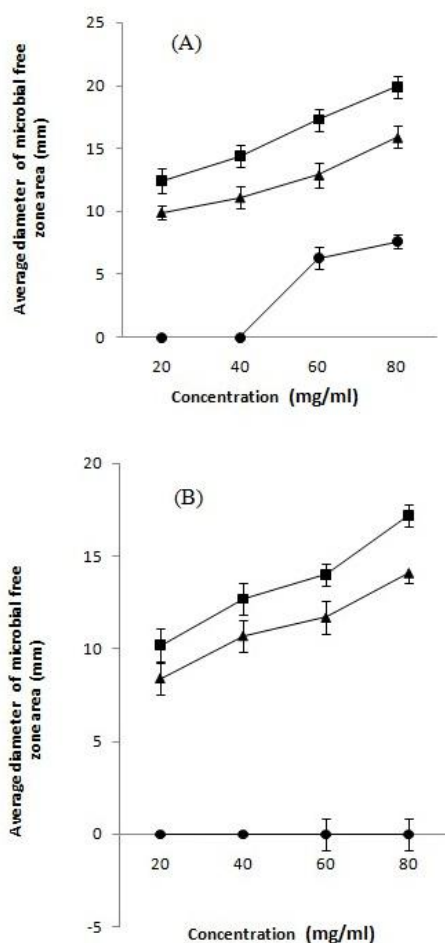 (A)
Average diameter of microbial free
zone area (mm)
25
20
15
10
5
0
20 40 60 80
Concentration (mg/ml)
(B)
Average diameter of microbial free
zone area (mm)
20
15
10
5
0
20 40 60 80
-5
Concentration (mg/ml)